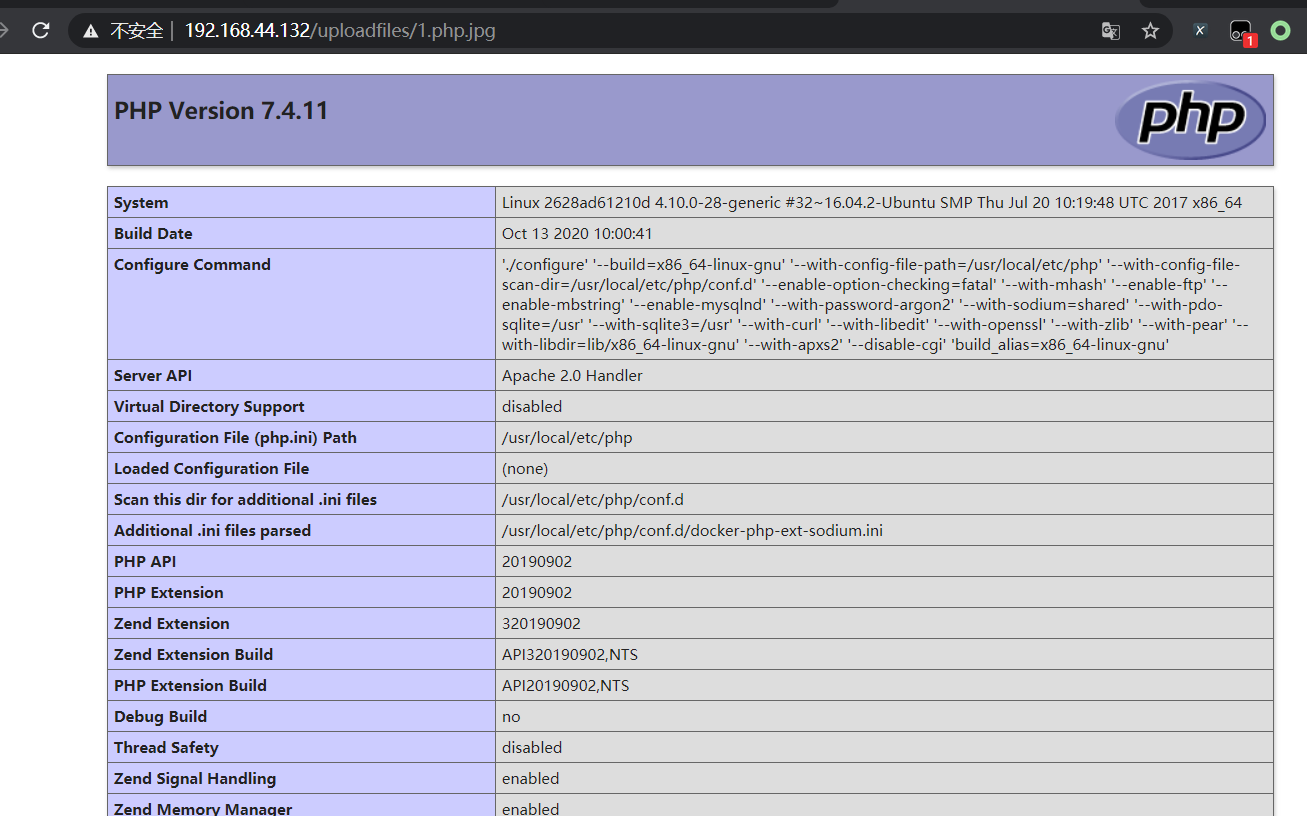 不安全 | 192.168.44.132/uploadfiles/1.php.jpg
X
1
PHP Version 7.4.11
php
System Linux 2628ad61210d 4.10.0-28-generic #32~16.04.2-Ubuntu SMP Thu Jul 20 10:19:48 UTC 2017 x86_64
Build Date Oct 13 2020 10:00:41
Configure Command './configure' '--build=x86_64-linux-gnu' '--with-config-file-path=/usr/local/etc/php' '--with-config-file-
scan-dir=/usr/local/etc/php/conf.d' '--enable-option-checking=fatal' '--with-mhash' '--enable-ftp' '--
enable-mbstring' '--enable-mysqlnd' '--with-password-argon2' '--with-sodium=shared' '--with-pdo-
sqlite=/usr' '--with-sqlite3=/usr' '--with-curl' '--with-libedit' '--with-openssl' '--with-zlib' '--with-pear' '--
with-libdir=lib/x86_64-linux-gnu' '--with-apxs2' '--disable-cgi' 'build_alias=x86_64-linux-gnu'
Server API Apache 2.0 Handler
Virtual Directory Support disabled
Configuration File (php.ini) Path /usr/local/etc/php
Loaded Configuration File (none)
Scan this dir for additional .ini files /usr/local/etc/php/conf.d
Additional .ini files parsed /usr/local/etc/php/conf.d/docker-php-ext-sodium.ini
PHP API 20190902
PHP Extension 20190902
Zend Extension 320190902
Zend Extension Build API320190902,NTS
PHP Extension Build API20190902,NTS
Debug Build no
Thread Safety disabled
Zend Signal Handling enabled
Zend Memory Manager enabled